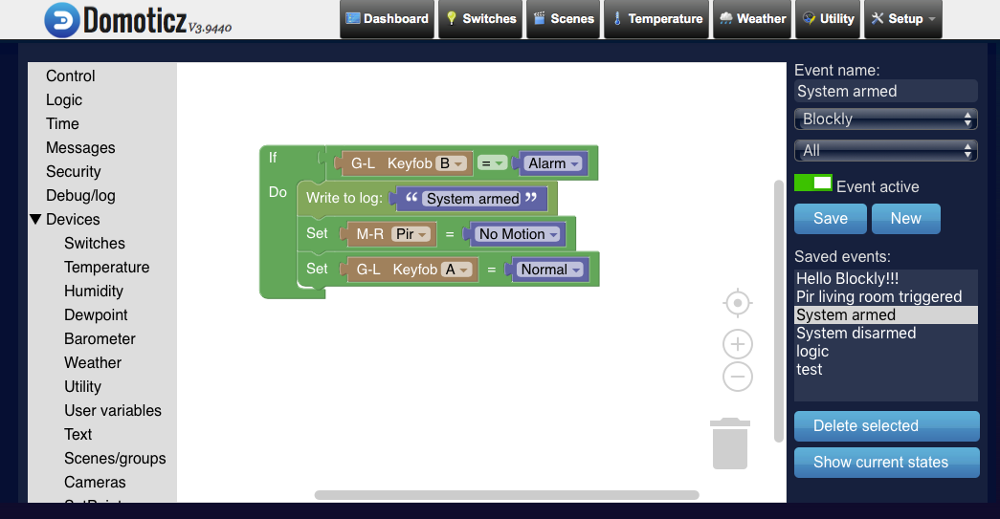 Domoticz V3.9440
Dashboard Switches Scenes Temperature Weather Utility Setup
Control
Logic
Time
Messages
Security
Debug/log
Devices
Switches
Temperature
Humidity
Dewpoint
Barometer
Weather
Utility
User variables
Text
Scenes/groups
Cameras
SetPoint
If G-L Keyfob B = Alarm
Do Write to log: “ System armed ”
Set M-R Pir = No Motion
Set G-L Keyfob A = Normal
Event name:
System armed
Blockly
All
Event active
Save New
Saved events:
Hello Blockly!!!
Pir living room triggered
System armed
System disarmed
logic
test
Delete selected
Show current states